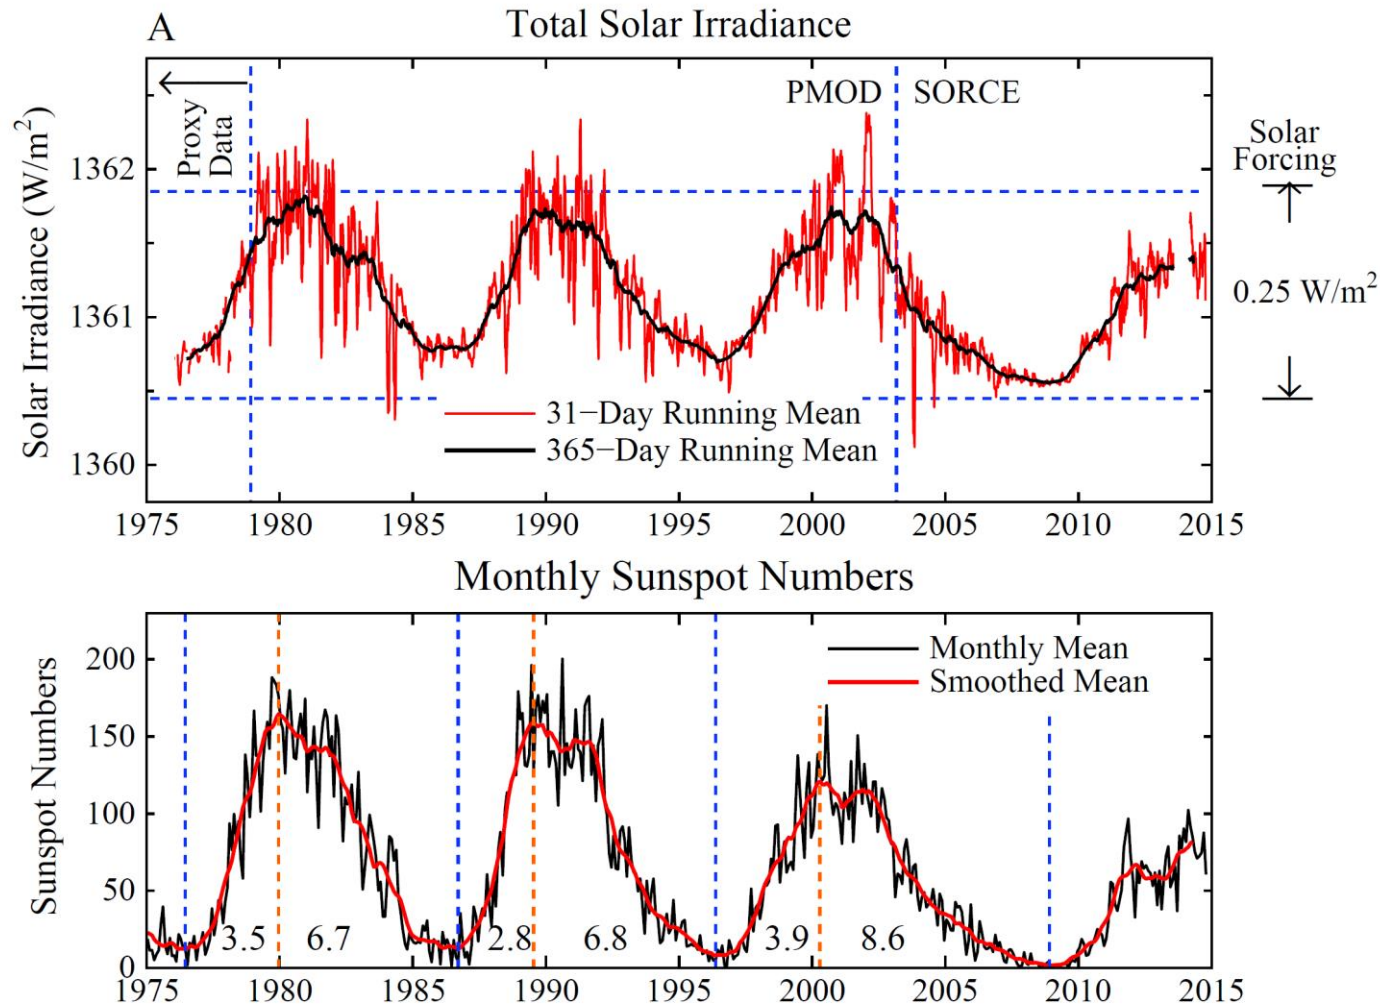 A
Total Solar Irradiance
Solar Irradiance (W/m²)
1362
1361
1360
Proxy
Data
PMOD
SORCE
Solar
Forcing
0.25 W/m²
31−Day Running Mean
365−Day Running Mean
1975 1980 1985 1990 1995 2000 2005 2010 2015
Monthly Sunspot Numbers
Sunspot Numbers
200
150
100
50
0
Monthly Mean
Smoothed Mean
3.5 6.7 2.8 6.8 3.9 8.6
1975 1980 1985 1990 1995 2000 2005 2010 2015